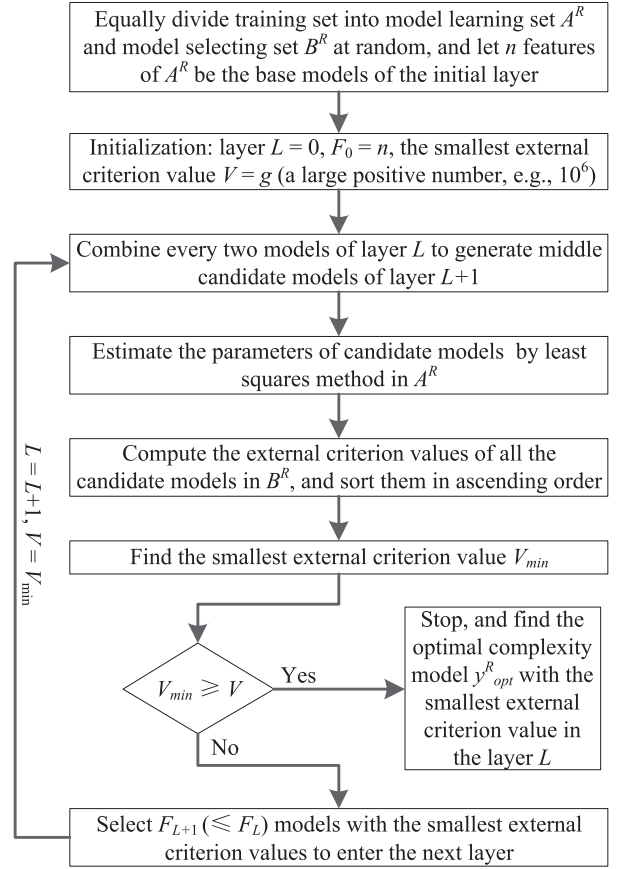 Equally divide training set into model learning set A^R
and model selecting set B^R at random, and let n features
of A^R be the base models of the initial layer
Initialization: layer L = 0, F_0 = n, the smallest external
criterion value V = g (a large positive number, e.g., 10^6)
Combine every two models of layer L to generate middle
candidate models of layer L+1
Estimate the parameters of candidate models by least
squares method in A^R
Compute the external criterion values of all the
candidate models in B^R, and sort them in ascending order
Find the smallest external criterion value V_min
L = L+1, V = V_min
V_min ⩾ V
Yes
Stop, and find the
optimal complexity
model y^R_opt with the
smallest external
criterion value in
the layer L
No
Select F_{L+1} (⩽ F_L) models with the smallest external
criterion values to enter the next layer